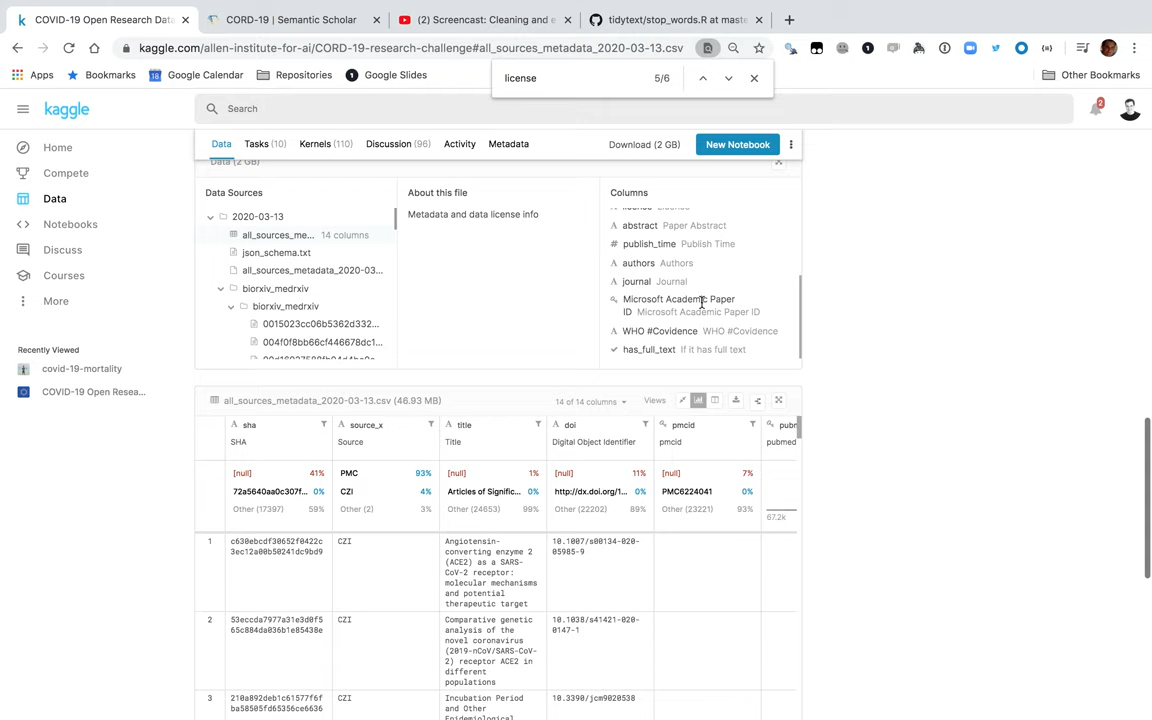 COVID-19 Open Research Data
CORD-19 | Semantic Scholar
(2) Screencast: Cleaning and e
tidytext/stop_words.R at maste
kaggle.com/allen-institute-for-ai/CORD-19-research-challenge#all_sources_metadata_2020-03-13.csv
Apps
Bookmarks
18 Google Calendar
Repositories
Google Slides
Other Bookmarks
license 5/6
kaggle
Search
2
Data
Tasks (10)
Kernels (110)
Discussion (96)
Activity
Metadata
Download (2 GB)
New Notebook
Home
Compete
Data
Notebooks
Discuss
Courses
More
Recently Viewed
covid-19-mortality
COVID-19 Open Resea...
Data (2 GB)
Data Sources
2020-03-13
all_sources_me... 14 columns
json_schema.txt
all_sources_metadata_2020-03...
biorxiv_medrxiv
biorxiv_medrxiv
0015023cc06b5362d332...
004f0f8bb66cf446678dc1...
About this file
Metadata and data license info
Columns
license License
A abstract Paper Abstract
# publish_time Publish Time
A authors Authors
A journal Journal
Microsoft Academic Paper
ID Microsoft Academic Paper ID
A WHO #Covidence WHO #Covidence
has_full_text If it has full text
all_sources_metadata_2020-03-13.csv (46.93 MB)
14 of 14 columns
Views
A sha
A source_x
A title
A doi
pmcid
pubm
SHA
Source
Title
Digital Object Identifier
pmcid
pubmed
[null] 41%
PMC 93%
[null] 1%
[null] 11%
[null] 7%
72a5640aa0c307f... 0%
CZI 4%
Articles of Signific... 0%
http://dx.doi.org/1... 0%
PMC6224041 0%
Other (17397) 59%
Other (2) 3%
Other (24653) 99%
Other (22202) 89%
Other (23221) 93%
67.2k
1
c630ebcdf30652f0422c
3ec12a00b50241dc9bd9
CZI
Angiotensin-
converting enzyme 2
(ACE2) as a SARS-
CoV-2 receptor:
molecular mechanisms
and potential
therapeutic target
10.1007/s00134-020-
05985-9
2
53eccda7977a31e3d0f5
65c884da036b1e85438e
CZI
Comparative genetic
analysis of the
novel coronavirus
(2019-nCoV/SARS-CoV-
2) receptor ACE2 in
different
populations
10.1038/s41421-020-
0147-1
3
210a892deb1c61577f6f
ba58505fd65356ce6636
CZI
Incubation Period
and Other
Epidemiological
10.3390/jcm9020538